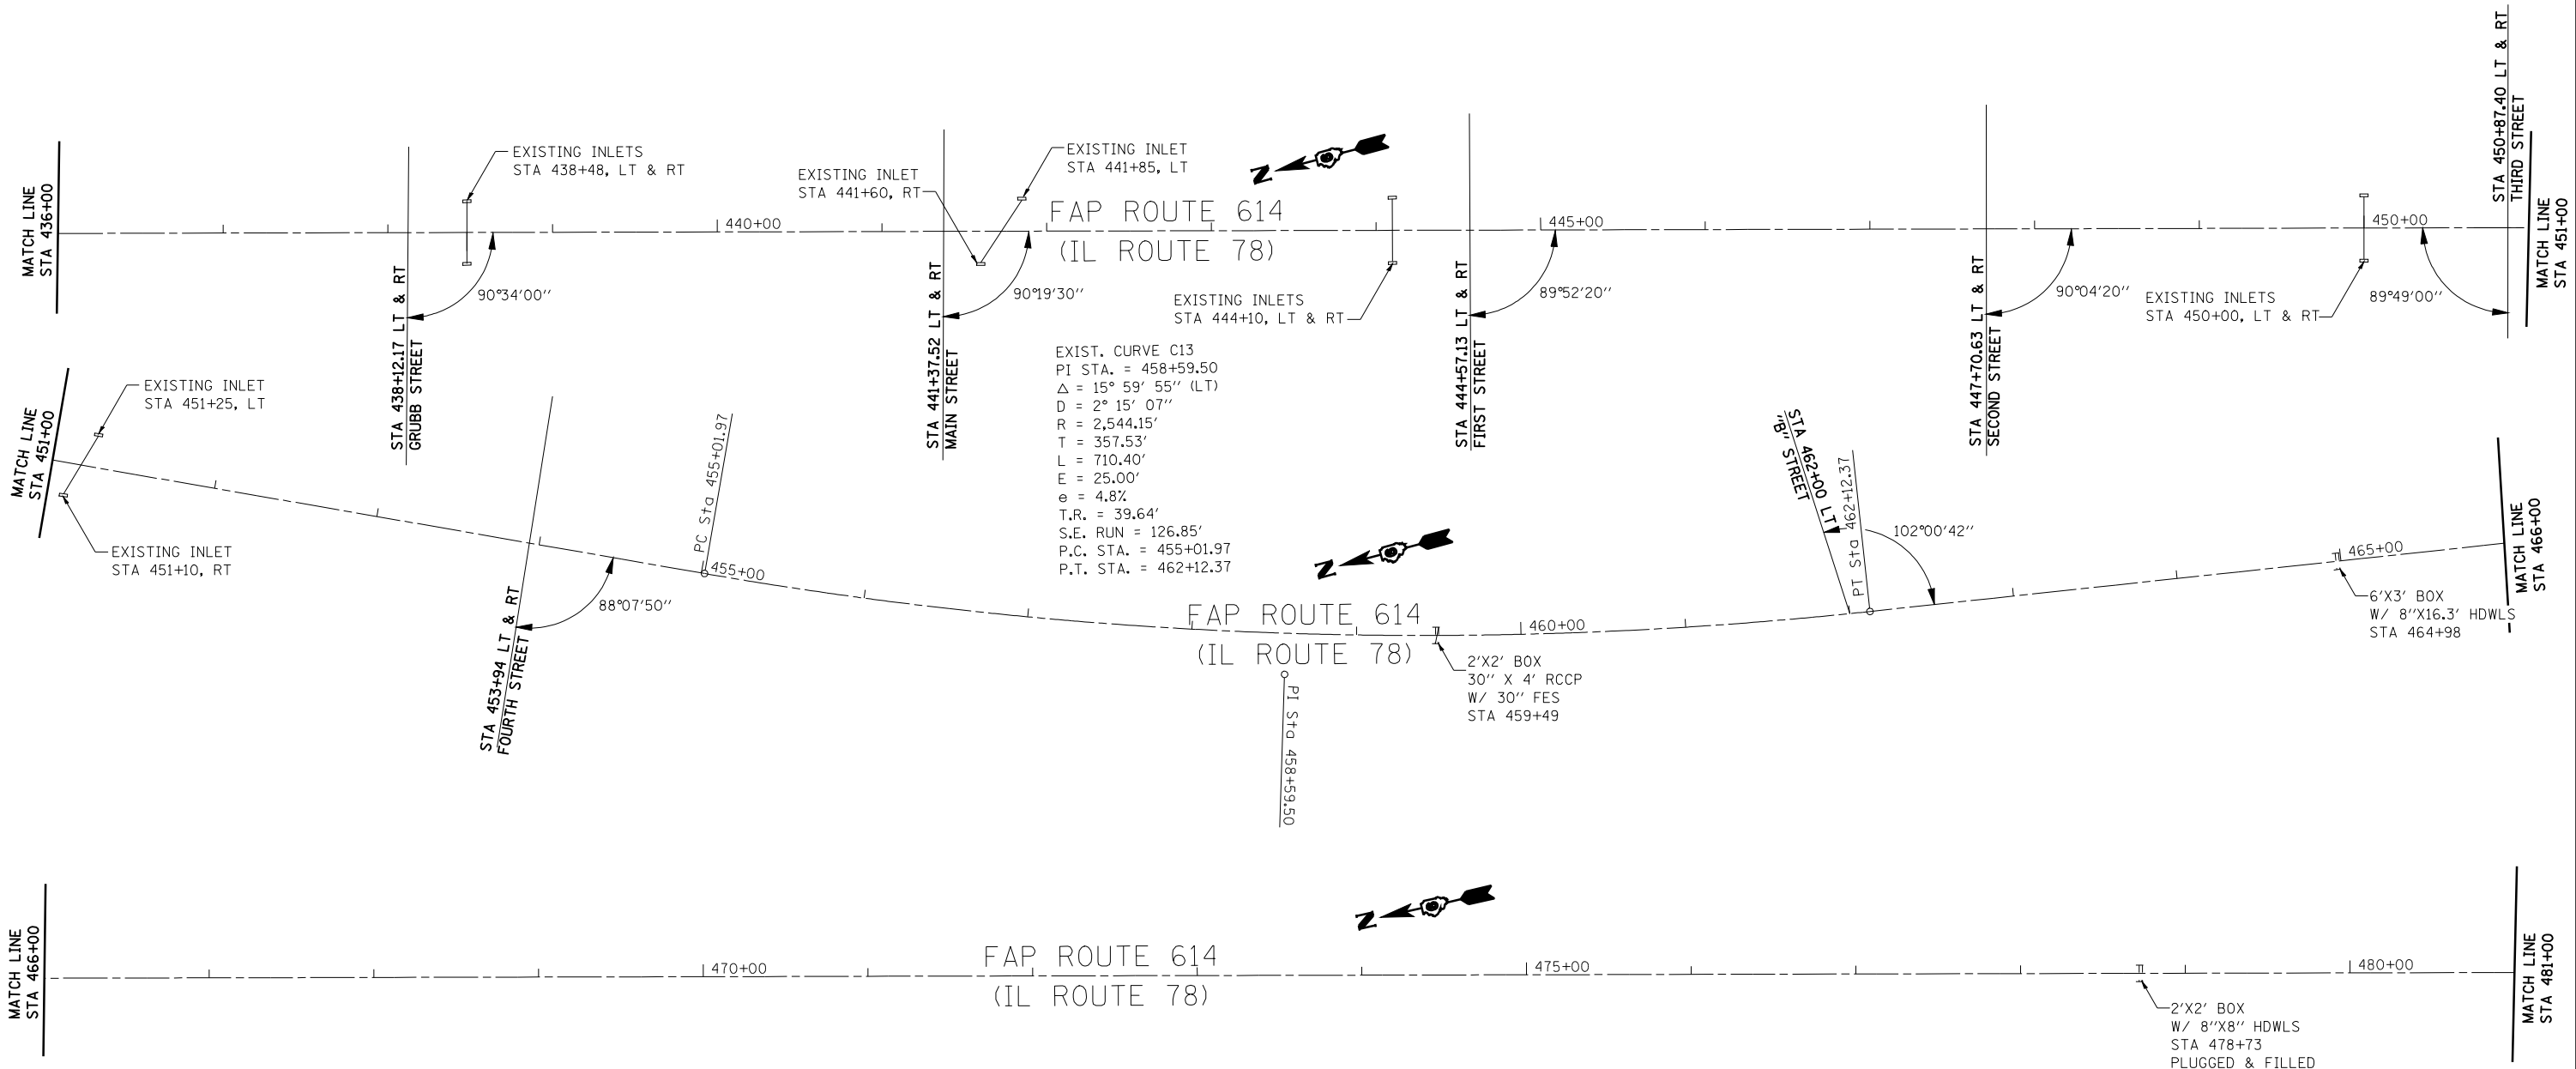 MATCH LINE
STA 436+00
STA 438+12.17 LT & RT
GRUBB STREET
EXISTING INLETS
STA 438+48, LT & RT
90°34'00''
440+00
EXISTING INLET
STA 441+60, RT
STA 441+37.52 LT & RT
MAIN STREET
EXISTING INLET
STA 441+85, LT
90°19'30''
N
FAP ROUTE 614
(IL ROUTE 78)
EXISTING INLETS
STA 444+10, LT & RT
STA 444+57.13 LT & RT
FIRST STREET
445+00
89°52'20''
STA 447+70.63 LT & RT
SECOND STREET
90°04'20''
EXISTING INLETS
STA 450+00, LT & RT
450+00
89°49'00''
STA 450+87.40 LT & RT
THIRD STREET
MATCH LINE
STA 451+00
MATCH LINE
STA 451+00
EXISTING INLET
STA 451+25, LT
EXISTING INLET
STA 451+10, RT
STA 453+94 LT & RT
FOURTH STREET
88°07'50''
PC Sta 455+01.97
455+00
EXIST. CURVE C13
PI STA. = 458+59.50
△ = 15° 59' 55'' (LT)
D = 2° 15' 07''
R = 2,544.15'
T = 357.53'
L = 710.40'
E = 25.00'
e = 4.8%
T.R. = 39.64'
S.E. RUN = 126.85'
P.C. STA. = 455+01.97
P.T. STA. = 462+12.37
N
FAP ROUTE 614
(IL ROUTE 78)
PI Sta 458+59.50
2'X2' BOX
30'' X 4' RCCP
W/ 30'' FES
STA 459+49
460+00
STA 462+00 LT
"B" STREET
PT Sta 462+12.37
102°00'42''
465+00
6'X3' BOX
W/ 8''X16.3' HDWLS
STA 464+98
MATCH LINE
STA 466+00
MATCH LINE
STA 466+00
470+00
N
FAP ROUTE 614
(IL ROUTE 78)
475+00
2'X2' BOX
W/ 8''X8'' HDWLS
STA 478+73
PLUGGED & FILLED
480+00
MATCH LINE
STA 481+00